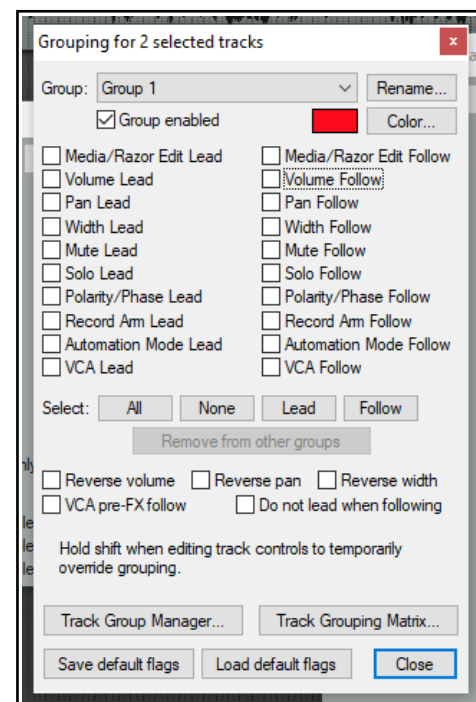 Grouping for 2 selected tracks x
Group: Group 1 Rename...
Group enabled Color...
Media/Razor Edit Lead Media/Razor Edit Follow
Volume Lead Volume Follow
Pan Lead Pan Follow
Width Lead Width Follow
Mute Lead Mute Follow
Solo Lead Solo Follow
Polarity/Phase Lead Polarity/Phase Follow
Record Arm Lead Record Arm Follow
Automation Mode Lead Automation Mode Follow
VCA Lead VCA Follow
Select: All None Lead Follow
Remove from other groups
Reverse volume Reverse pan Reverse width
VCA pre-FX follow Do not lead when following
Hold shift when editing track controls to temporarily
override grouping.
Track Group Manager... Track Grouping Matrix...
Save default flags Load default flags Close